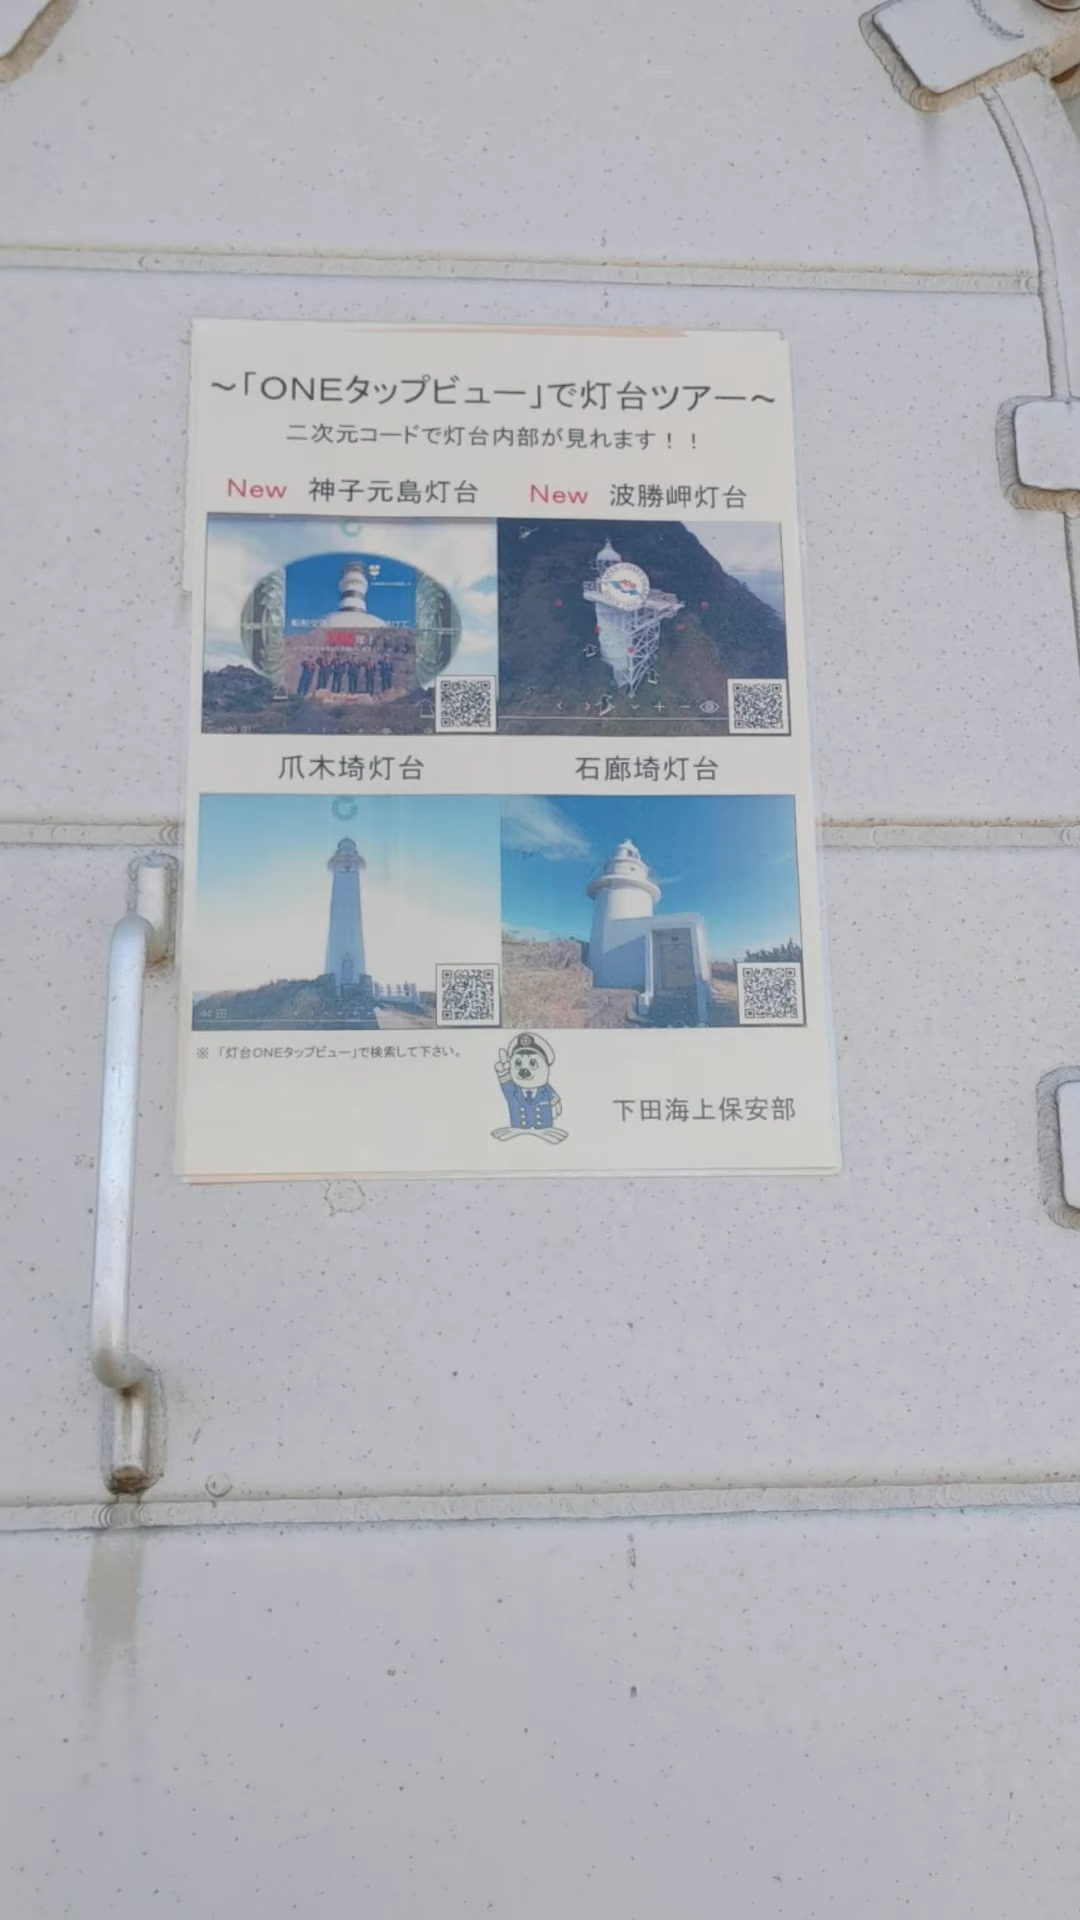 ～「ONEタップビュー」で灯台ツアー～
二次元コードで灯台内部が見れます！！
New 神子元島灯台 New 波勝岬灯台
爪木埼灯台 石廊埼灯台
※「灯台ONEタップビュー」で検索して下さい。
下田海上保安部